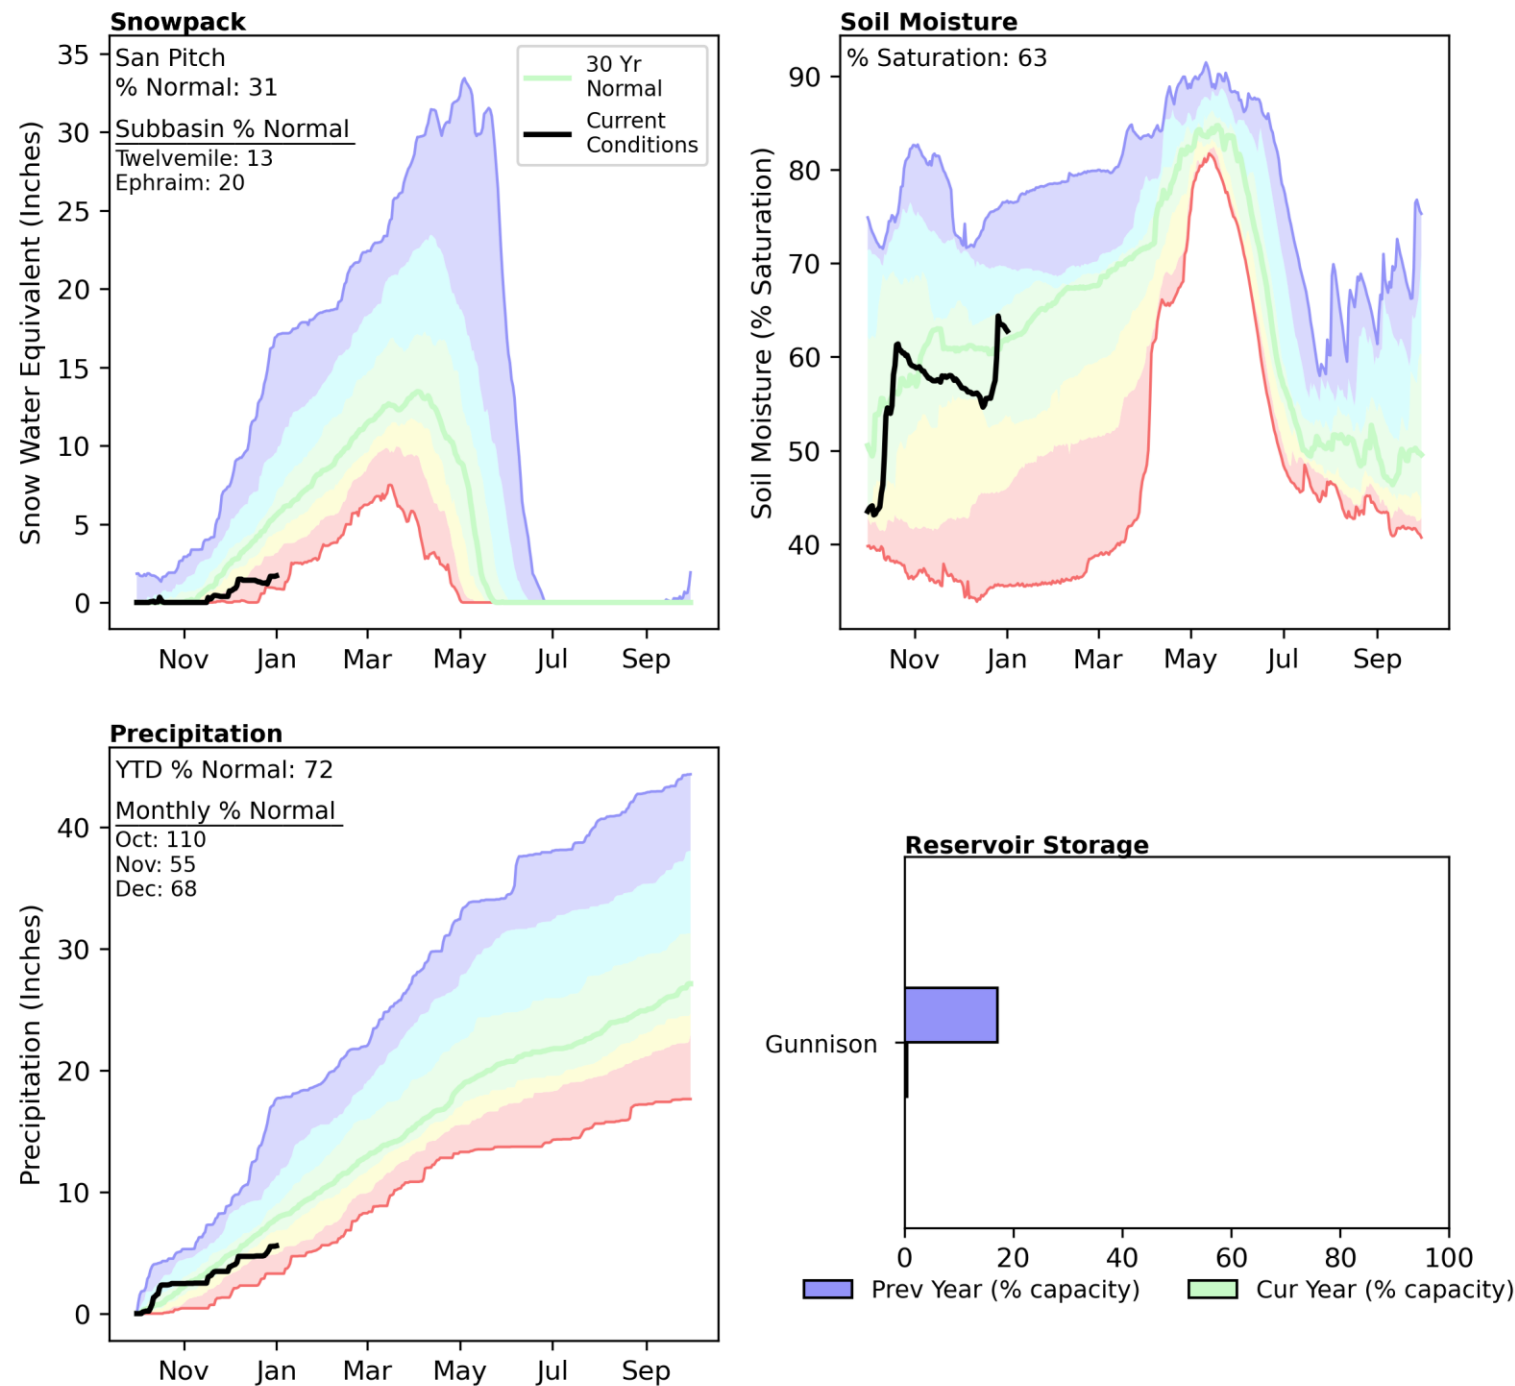 Snowpack
San Pitch
% Normal: 31
Subbasin % Normal
Twelvemile: 13
Ephraim: 20
30 Yr
Normal
Current
Conditions
Snow Water Equivalent (Inches)
35
30
25
20
15
10
5
0
Nov Jan Mar May Jul Sep
Soil Moisture
% Saturation: 63
Soil Moisture (% Saturation)
90
80
70
60
50
40
Nov Jan Mar May Jul Sep
Precipitation
YTD % Normal: 72
Monthly % Normal
Oct: 110
Nov: 55
Dec: 68
Precipitation (Inches)
40
30
20
10
0
Nov Jan Mar May Jul Sep
Reservoir Storage
Gunnison
0 20 40 60 80 100
Prev Year (% capacity) Cur Year (% capacity)